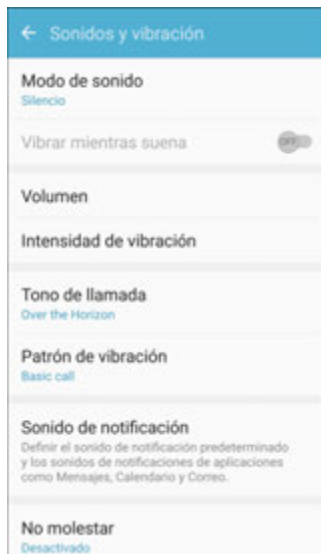 Sonidos y vibración
Modo de sonido
Silencio
Vibrar mientras suena
OFF
Volumen
Intensidad de vibración
Tono de llamada
Over the Horizon
Patrón de vibración
Basic call
Sonido de notificación
Definir el sonido de notificación predeterminado
y los sonidos de notificaciones de aplicaciones
como Mensajes, Calendario y Correo.
No molestar
Desactivado